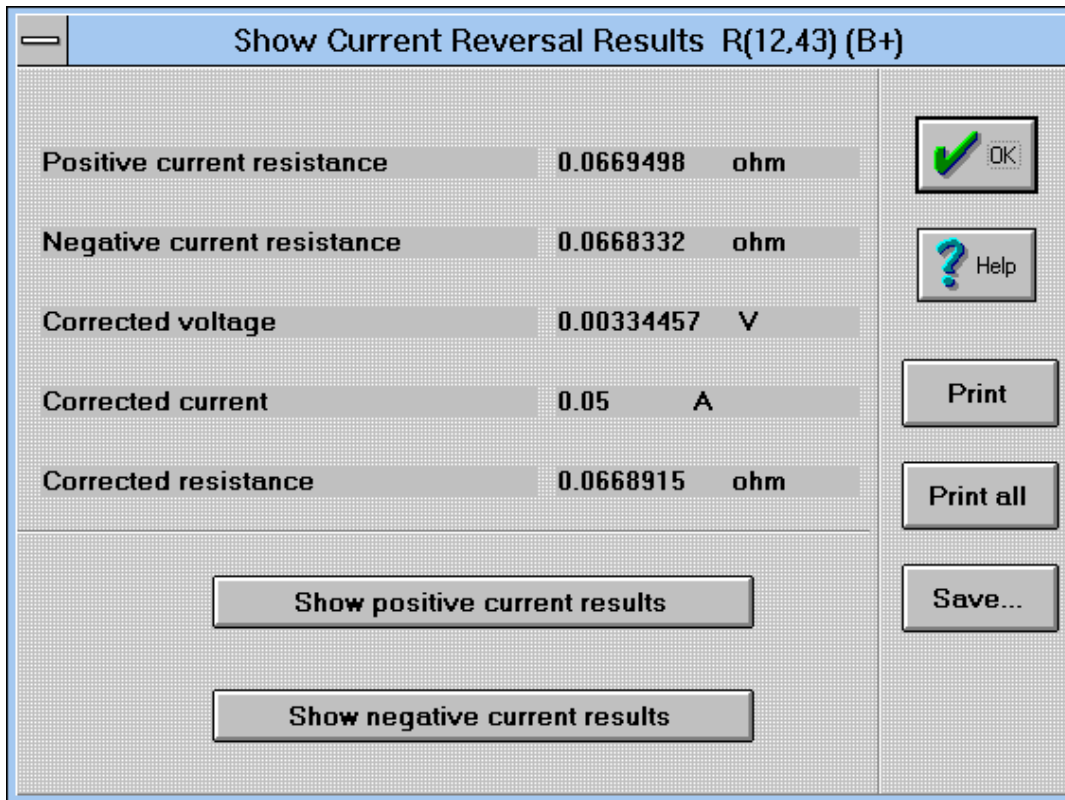 Show Current Reversal Results R(12,43) (B+)
Positive current resistance 0.0669498 ohm
Negative current resistance 0.0668332 ohm
Corrected voltage 0.00334457 V
Corrected current 0.05 A
Corrected resistance 0.0668915 ohm
Show positive current results
Show negative current results
OK
Help
Print
Print all
Save...